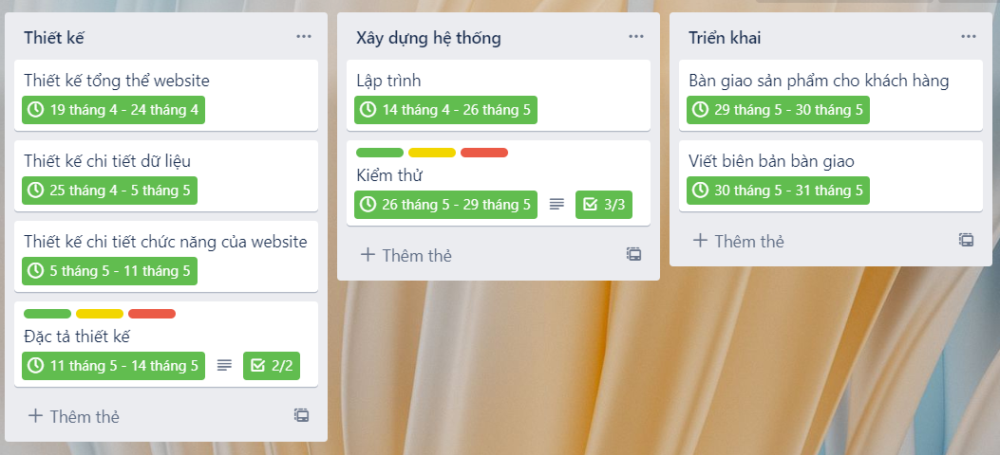 Thiết kế
Thiết kế tổng thể website
19 tháng 4 - 24 tháng 4
Thiết kế chi tiết dữ liệu
25 tháng 4 - 5 tháng 5
Thiết kế chi tiết chức năng của website
5 tháng 5 - 11 tháng 5
Đặc tả thiết kế
11 tháng 5 - 14 tháng 5 2/2
+ Thêm thẻ
Xây dựng hệ thống
Lập trình
14 tháng 4 - 26 tháng 5
Kiểm thử
26 tháng 5 - 29 tháng 5 3/3
+ Thêm thẻ
Triển khai
Bàn giao sản phẩm cho khách hàng
29 tháng 5 - 30 tháng 5
Viết biên bản bàn giao
30 tháng 5 - 31 tháng 5
+ Thêm thẻ